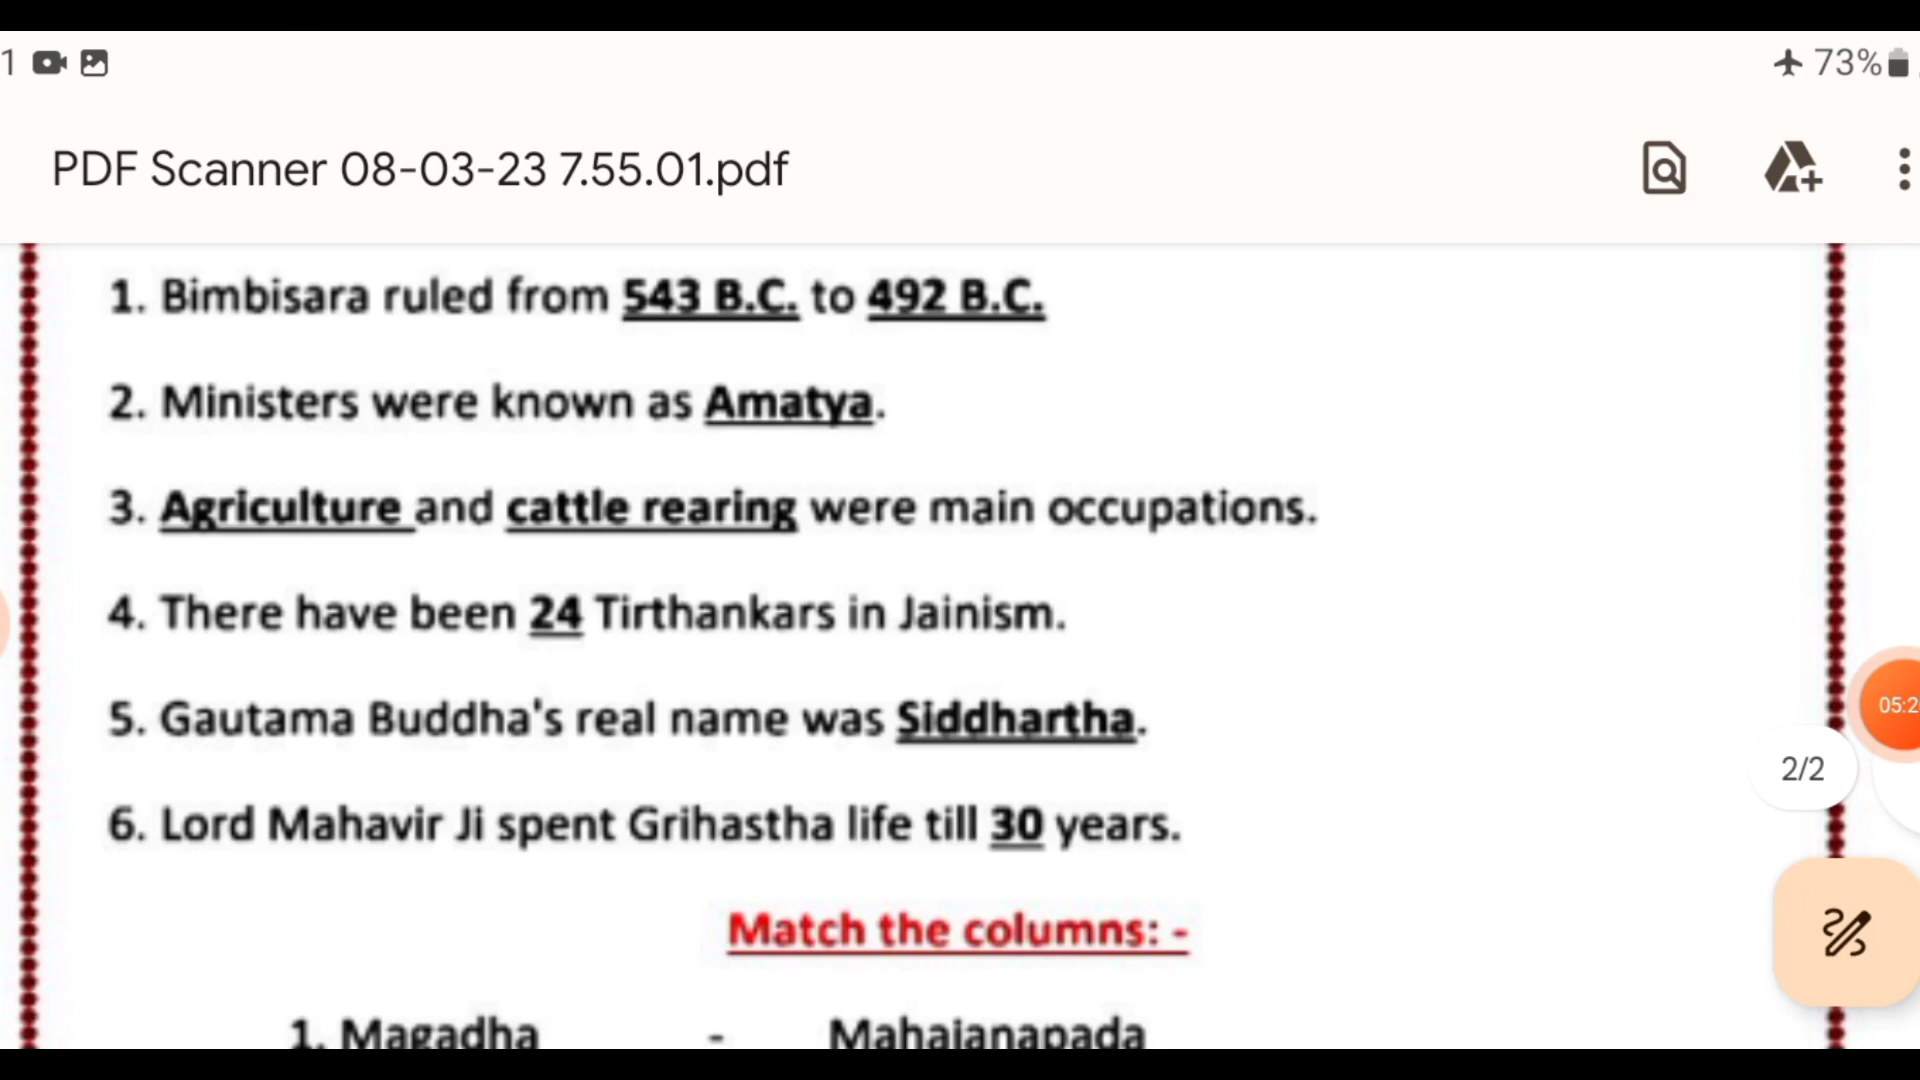 1 73%
PDF Scanner 08-03-23 7.55.01.pdf
1. Bimbisara ruled from 543 B.C. to 492 B.C.
2. Ministers were known as Amatya.
3. Agriculture and cattle rearing were main occupations.
4. There have been 24 Tirthankars in Jainism.
5. Gautama Buddha's real name was Siddhartha.
05:2
2/2
6. Lord Mahavir Ji spent Grihastha life till 30 years.
Match the columns: -
1. Magadha - Mahajanapada